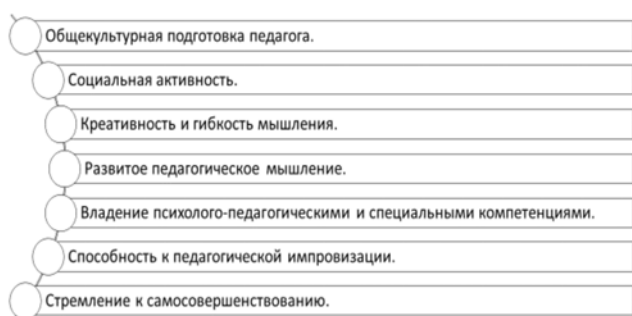 Общекультурная подготовка педагога.
Социальная активность.
Креативность и гибкость мышления.
Развитое педагогическое мышление.
Владение психолого-педагогическими и специальными компетенциями.
Способность к педагогической импровизации.
Стремление к самосовершенствованию.